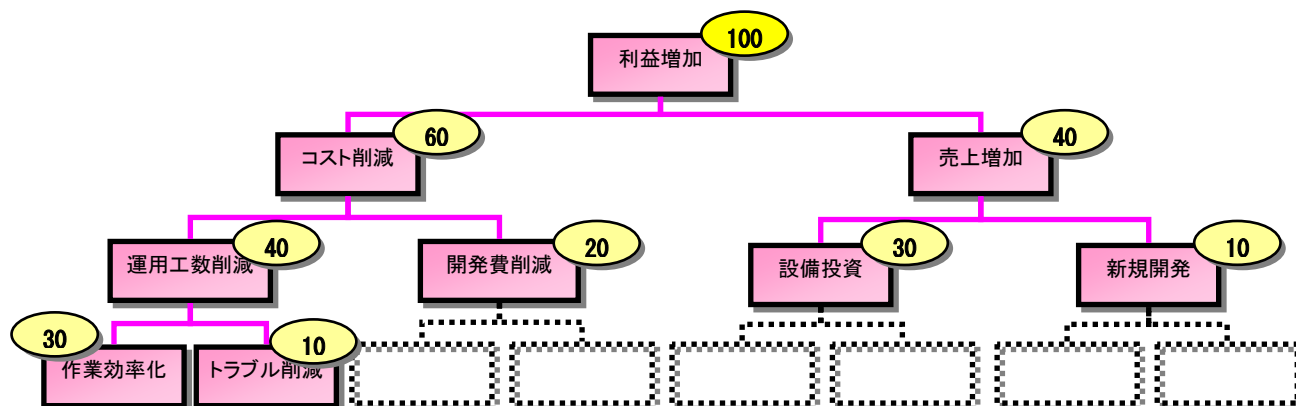 100
利益増加
60
コスト削減
40
売上増加
40
運用工数削減
20
開発費削減
30
設備投資
10
新規開発
30
作業効率化
10
トラブル削減